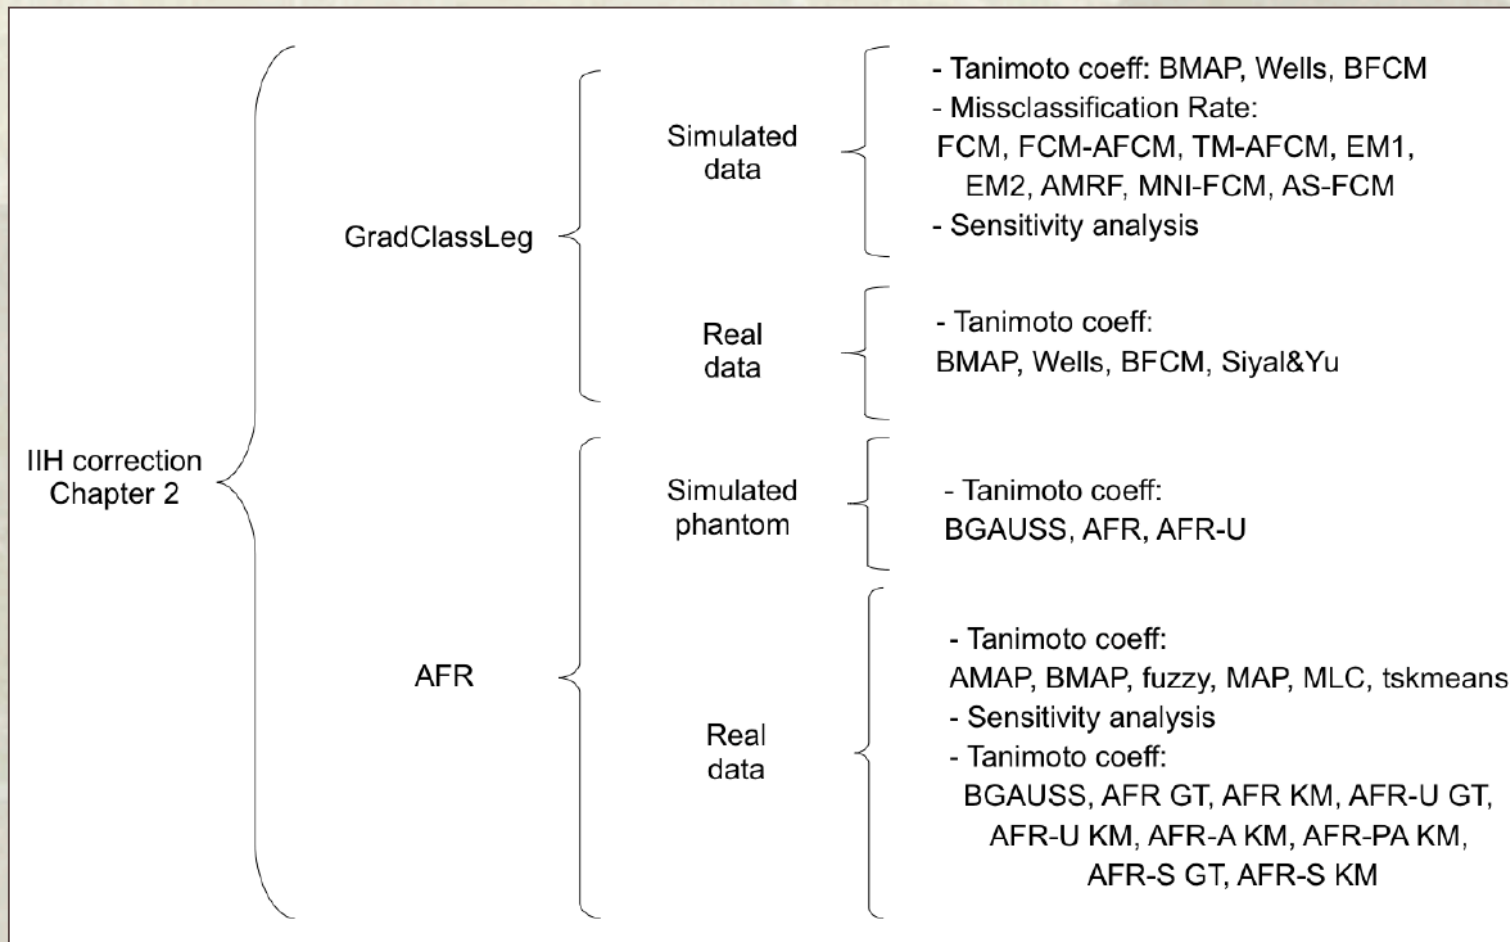 IIH correction
Chapter 2
GradClassLeg
Simulated
data
- Tanimoto coeff: BMAP, Wells, BFCM
- Missclassification Rate:
FCM, FCM-AFCM, TM-AFCM, EM1,
EM2, AMRF, MNI-FCM, AS-FCM
- Sensitivity analysis
Real
data
- Tanimoto coeff:
BMAP, Wells, BFCM, Siyal&Yu
AFR
Simulated
phantom
- Tanimoto coeff:
BGAUSS, AFR, AFR-U
Real
data
- Tanimoto coeff:
AMAP, BMAP, fuzzy, MAP, MLC, tskmeans
- Sensitivity analysis
- Tanimoto coeff:
BGAUSS, AFR GT, AFR KM, AFR-U GT,
AFR-U KM, AFR-A KM, AFR-PA KM,
AFR-S GT, AFR-S KM